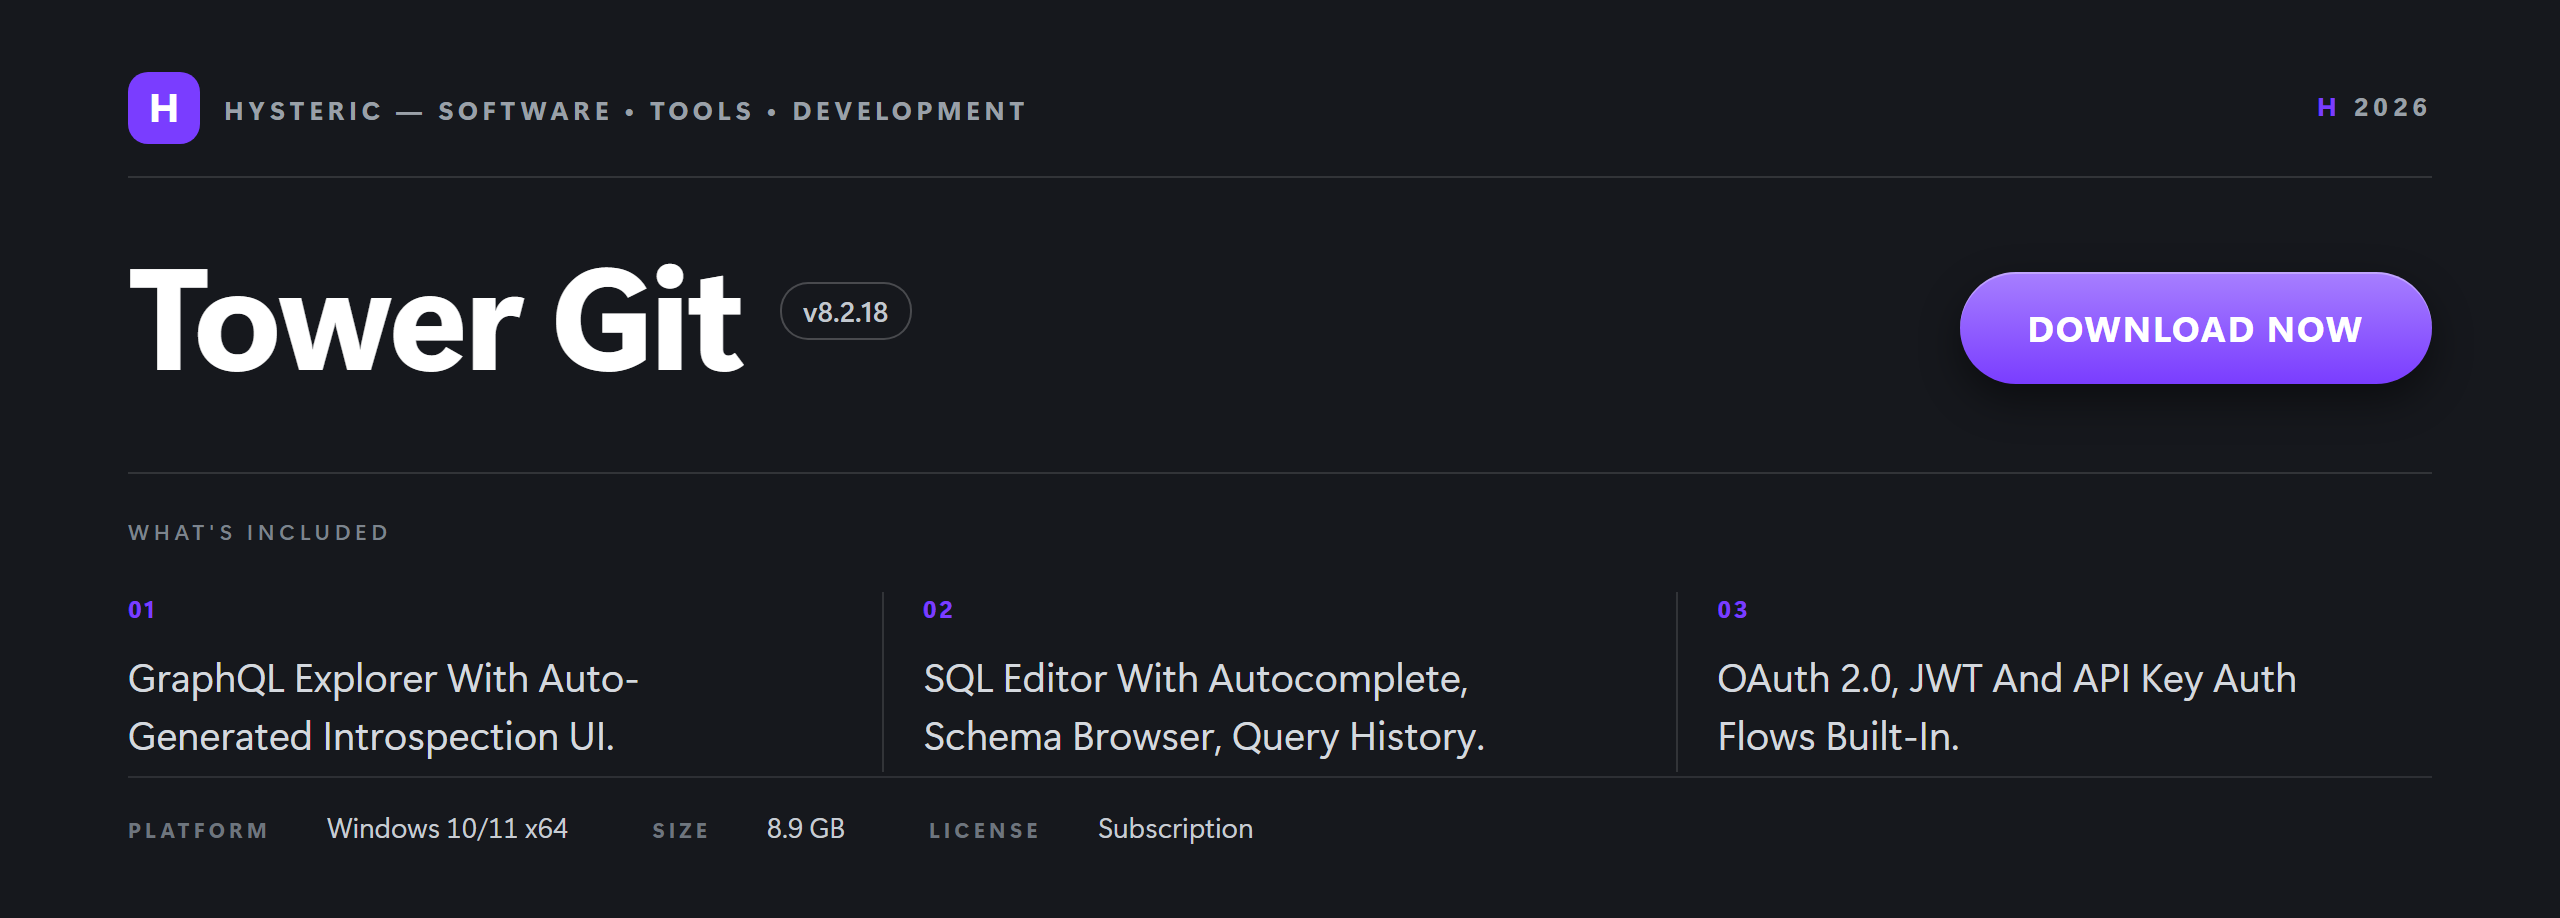 H HYSTERIC — SOFTWARE • TOOLS • DEVELOPMENT
H 2026
Tower Git v8.2.18
DOWNLOAD NOW
WHAT'S INCLUDED
01
GraphQL Explorer With Auto-
Generated Introspection UI.
02
SQL Editor With Autocomplete,
Schema Browser, Query History.
03
OAuth 2.0, JWT And API Key Auth
Flows Built-In.
PLATFORM Windows 10/11 x64 SIZE 8.9 GB LICENSE Subscription